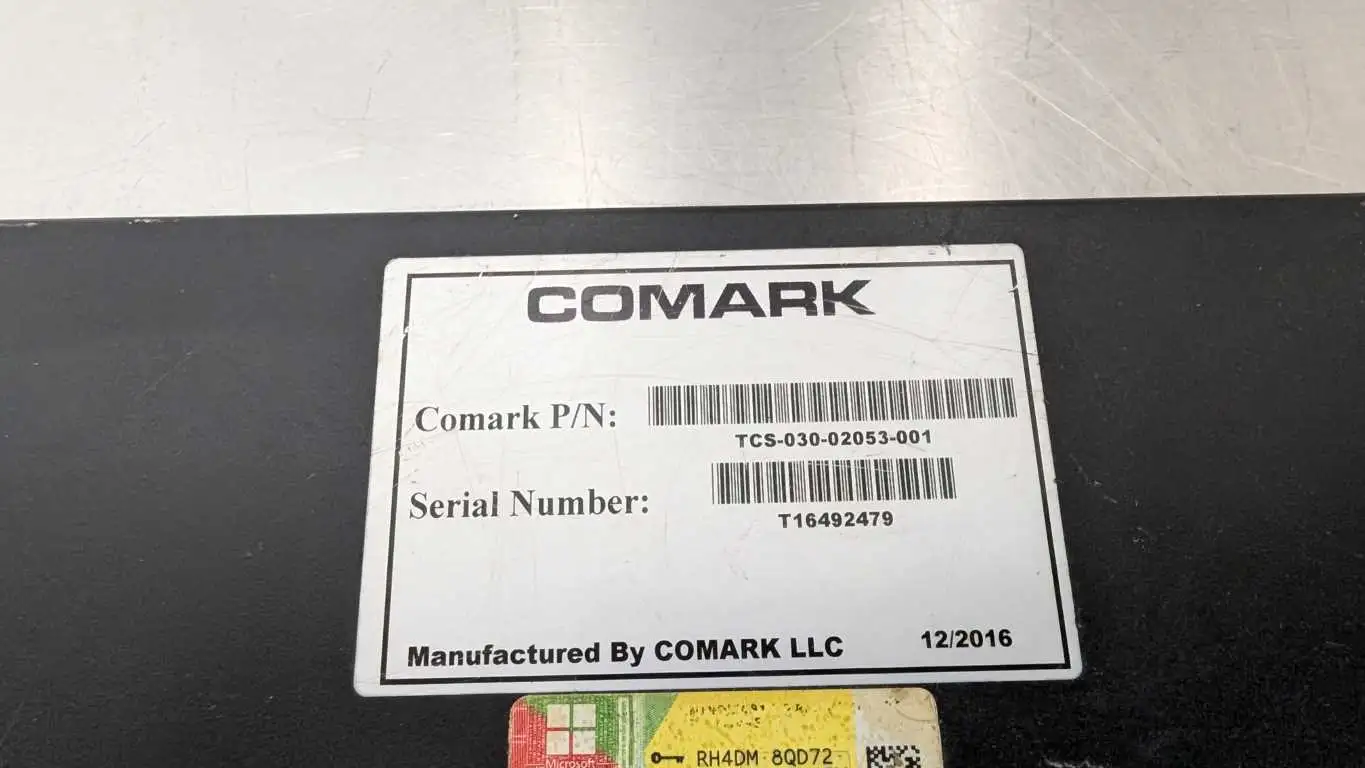 COMARK
Comark P/N:
TCS-030-02053-001
Serial Number:
T16492479
Manufactured By COMARK LLC 12/2016
RH4DM 8QD72
Microsoft